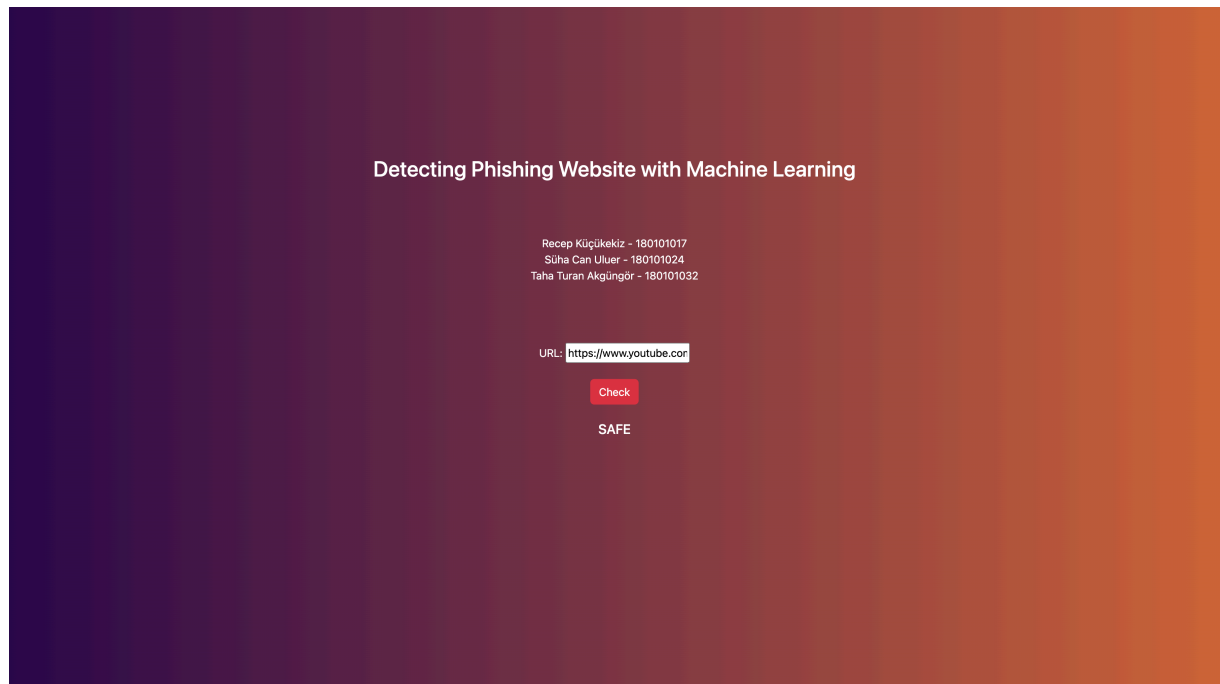 Detecting Phishing Website with Machine Learning
Recep Küçükekiz - 180101017
Süha Can Uluer - 180101024
Taha Turan Akgüngör - 180101032
URL: https://www.youtube.con
Check
SAFE